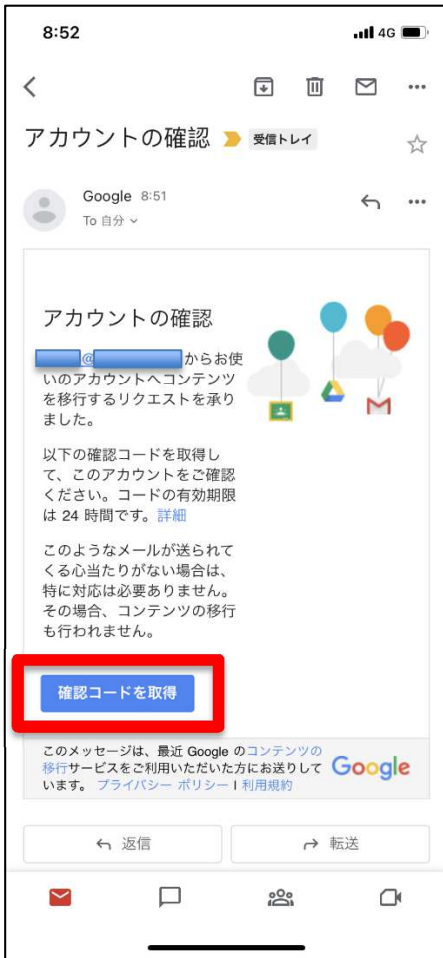 8:52
4G
アカウントの確認 受信トレイ
Google 8:51
To 自分
アカウントの確認
@ からお使
いのアカウントへコンテンツ
を移行するリクエストを承り
ました。
以下の確認コードを取得し
て、このアカウントをご確認
ください。コードの有効期限
は 24 時間です。詳細
このようなメールが送られて
くる心当たりがない場合は、
特に対応は必要ありません。
その場合、コンテンツの移行
も行われません。
確認コードを取得
このメッセージは、最近 Google のコンテンツの
移行サービスをご利用いただいた方にお送りして
います。 プライバシー ポリシー | 利用規約
Google
返信
転送